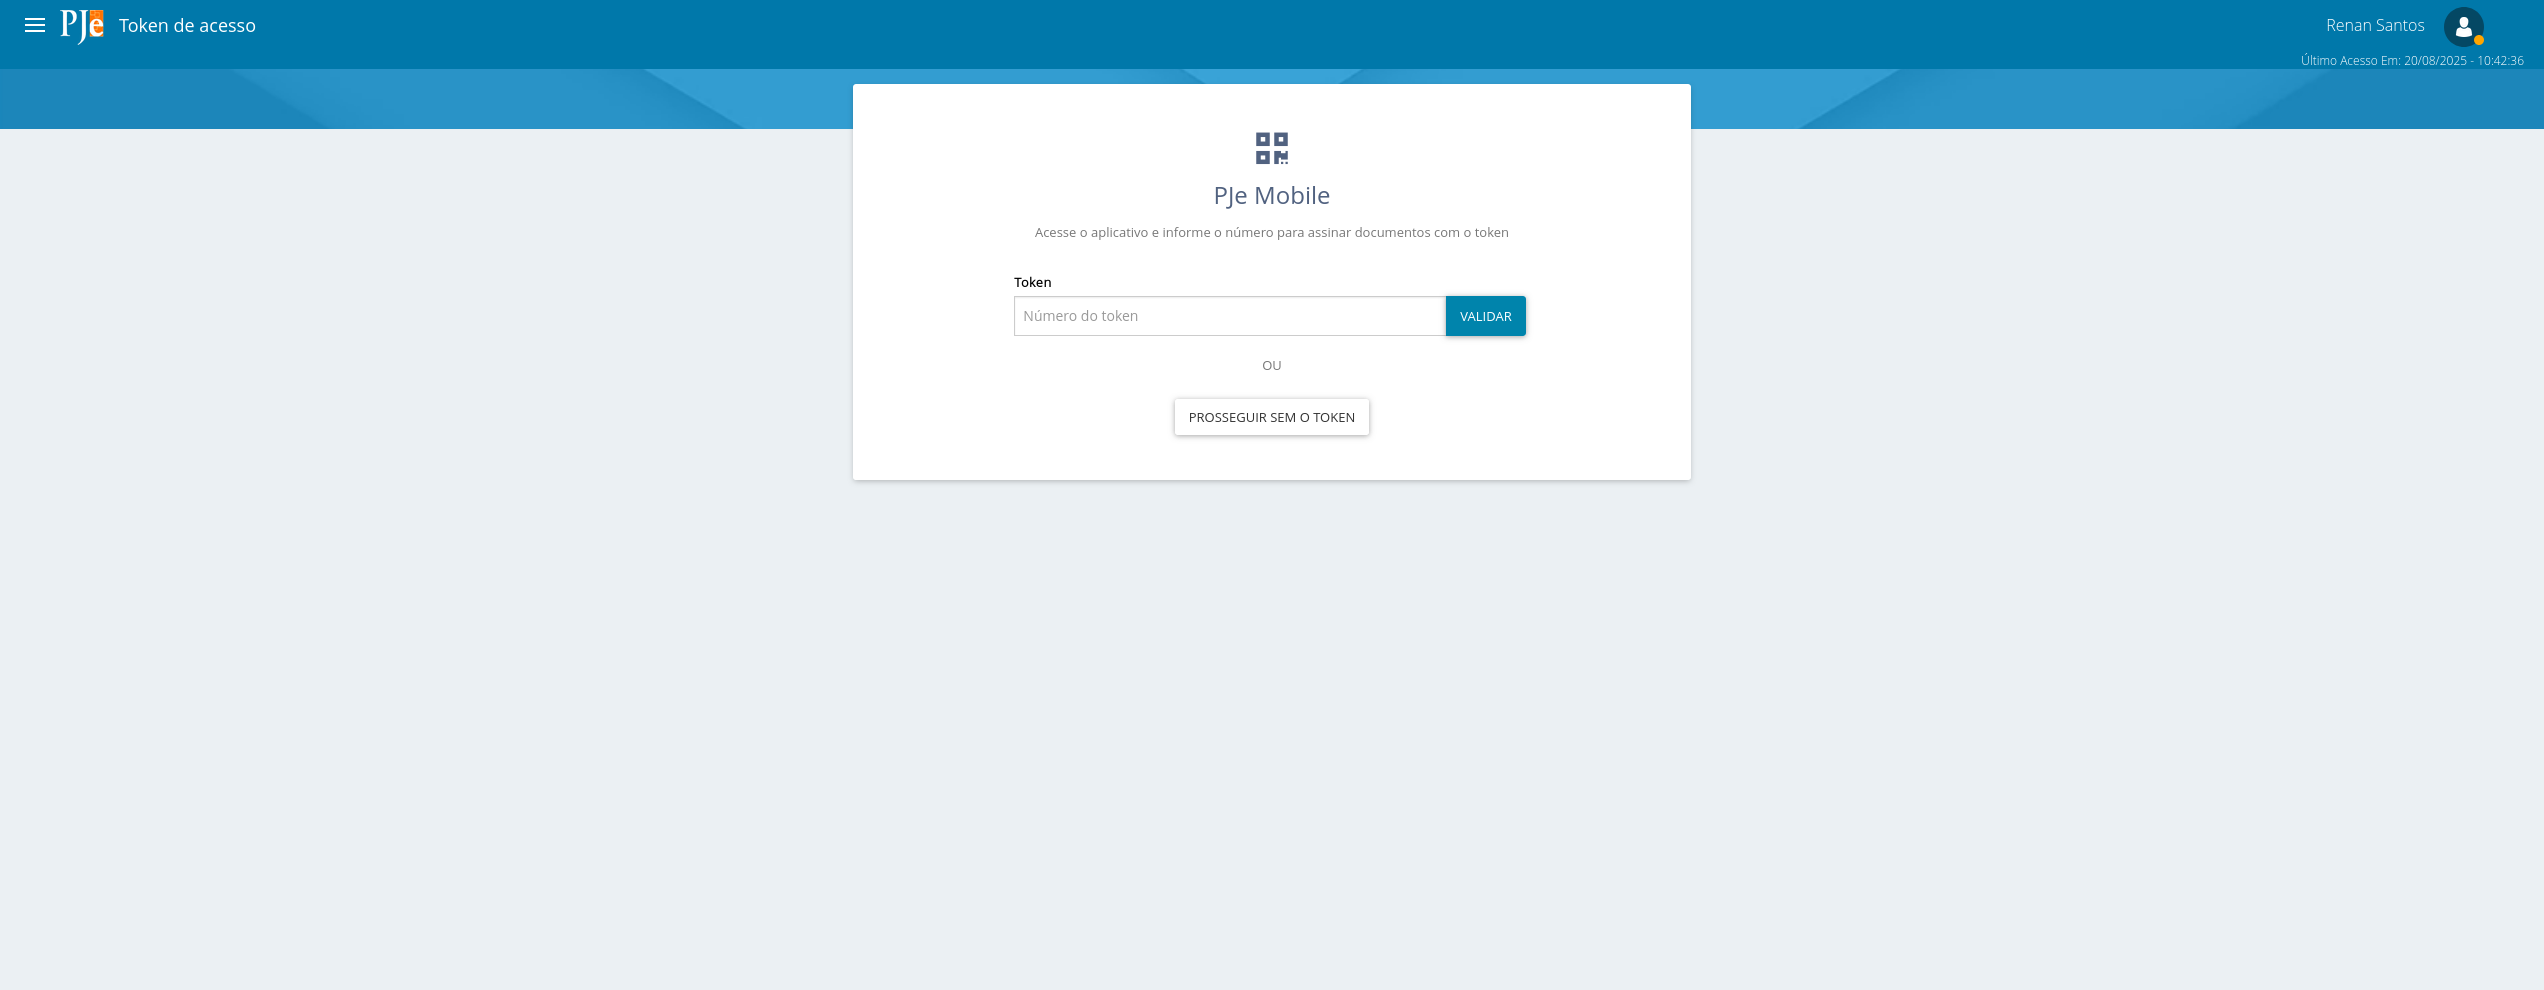 PJe Token de acesso
Renan Santos
Último Acesso Em: 20/08/2025 - 10:42:36
PJe Mobile
Acesse o aplicativo e informe o número para assinar documentos com o token
Token
Número do token
VALIDAR
OU
PROSSEGUIR SEM O TOKEN